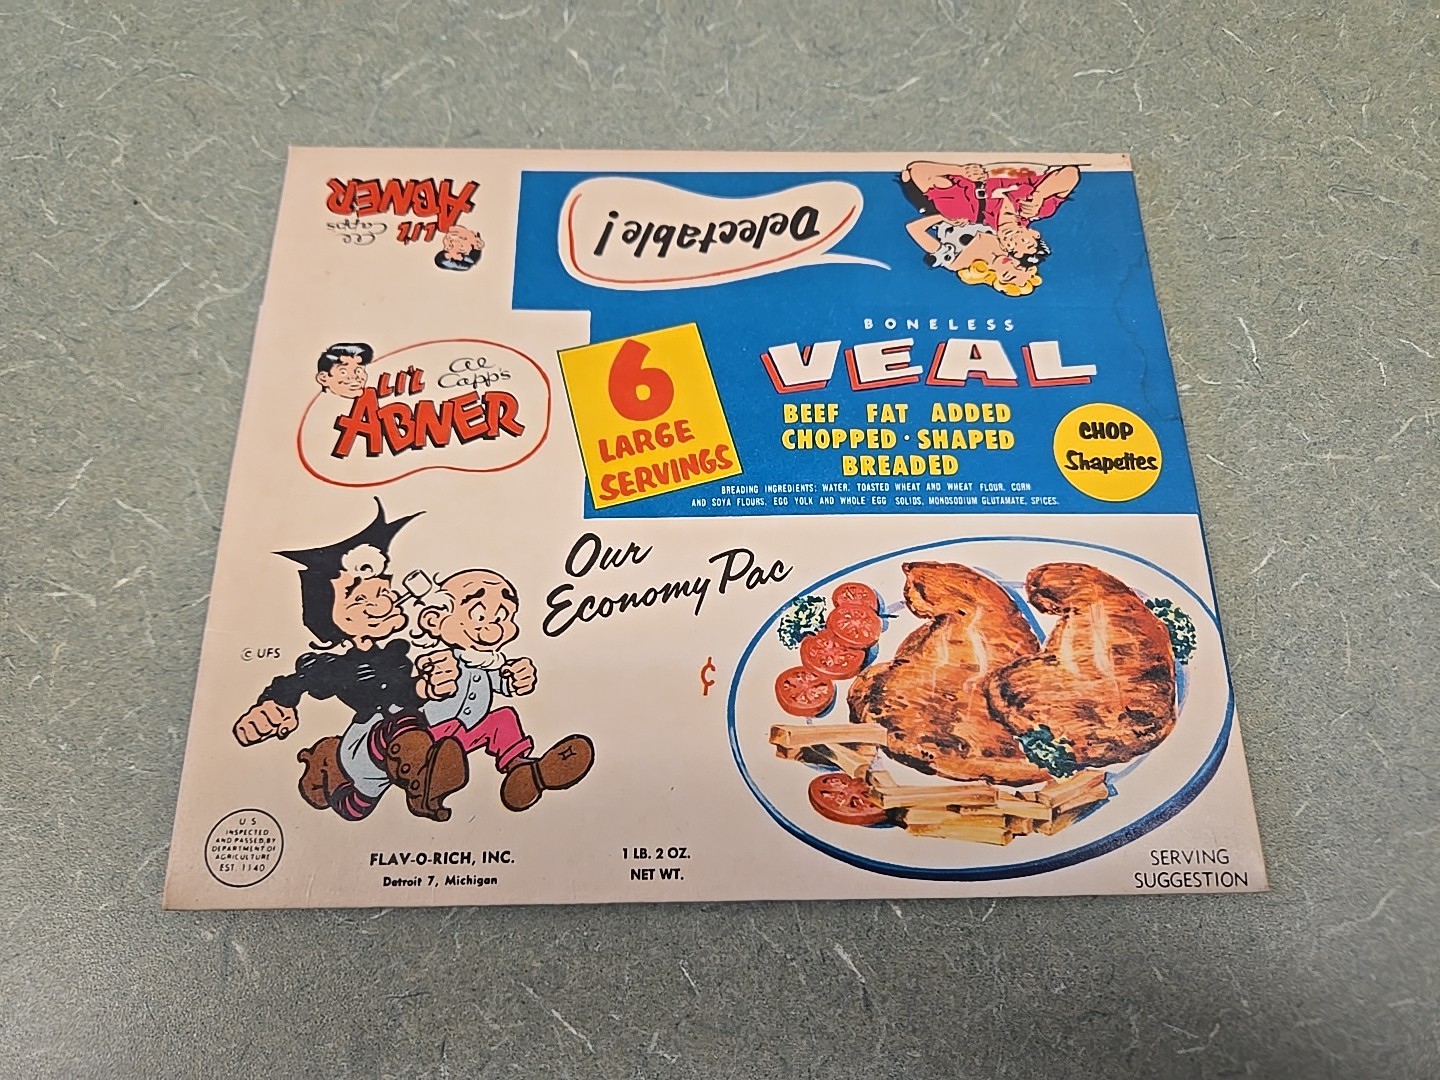 Al
Capp's
LI'L
ABNER
Delectable!
BONELESS
VEAL
BEEF FAT ADDED
CHOPPED · SHAPED
BREADED
BREADING INGREDIENTS: WATER, TOASTED WHEAT AND WHEAT FLOUR, CORN
AND SOYA FLOURS, EGG YOLK AND WHOLE EGG SOLIDS, MONOSODIUM GLUTAMATE, SPICES.
CHOP
Shapettes
6
LARGE
SERVINGS
Al
Capp's
LI'L
ABNER
Our
Economy Pac
© UFS
¢
U S
INSPECTED
AND PASSED BY
DEPARTMENT OF
AGRICULTURE
EST. 1140
FLAV-O-RICH, INC.
Detroit 7, Michigan
1 LB. 2 OZ.
NET WT.
SERVING
SUGGESTION